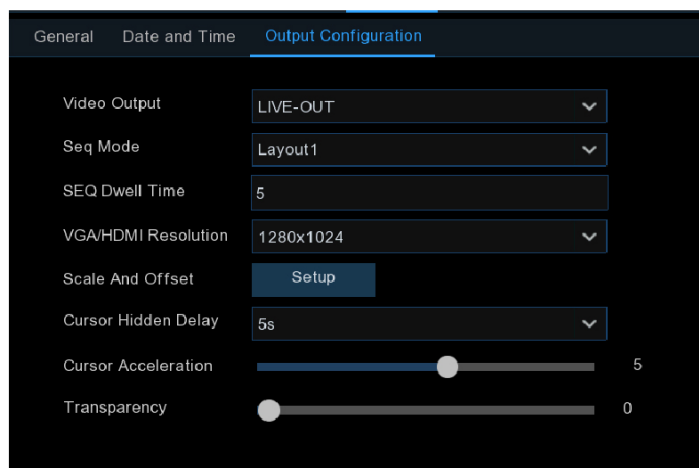 General Date and Time Output Configuration
Video Output LIVE-OUT
Seq Mode Layout1
SEQ Dwell Time 5
VGA/HDMI Resolution 1280x1024
Scale And Offset Setup
Cursor Hidden Delay 5s
Cursor Acceleration 5
Transparency 0